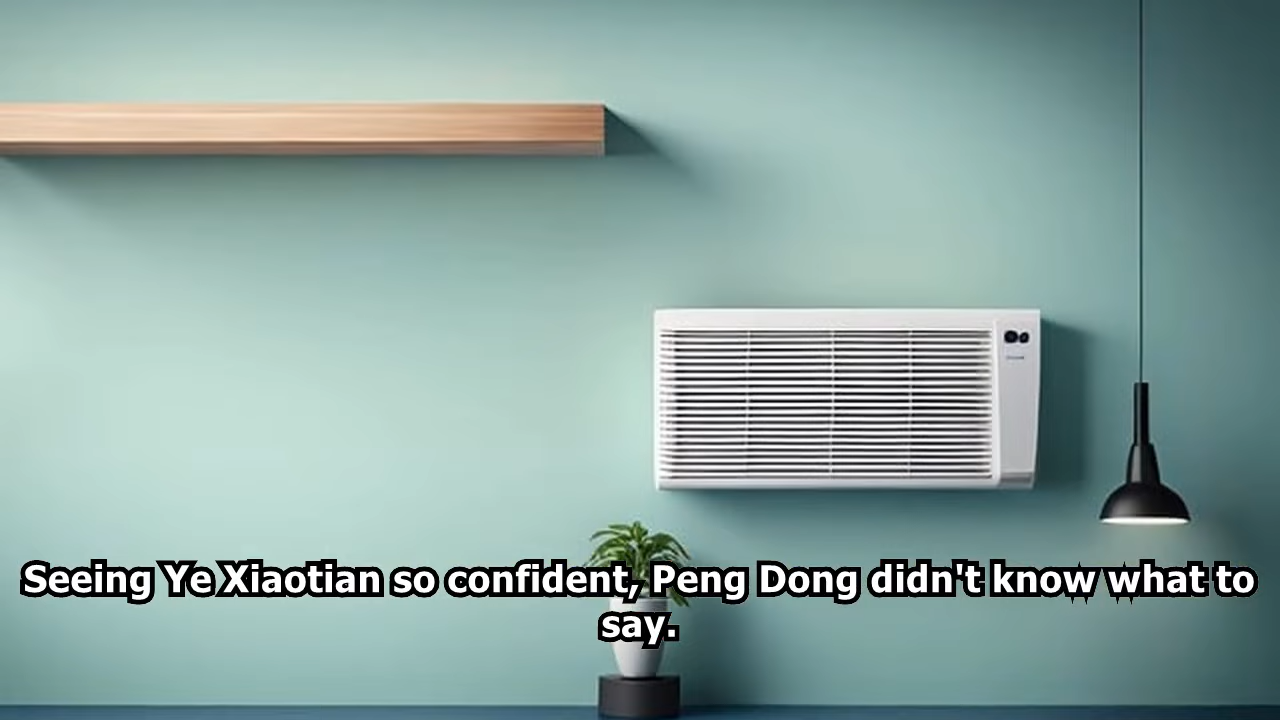 Seeing Ye Xiaotian so confident, Peng Dong didn't know what to
say.